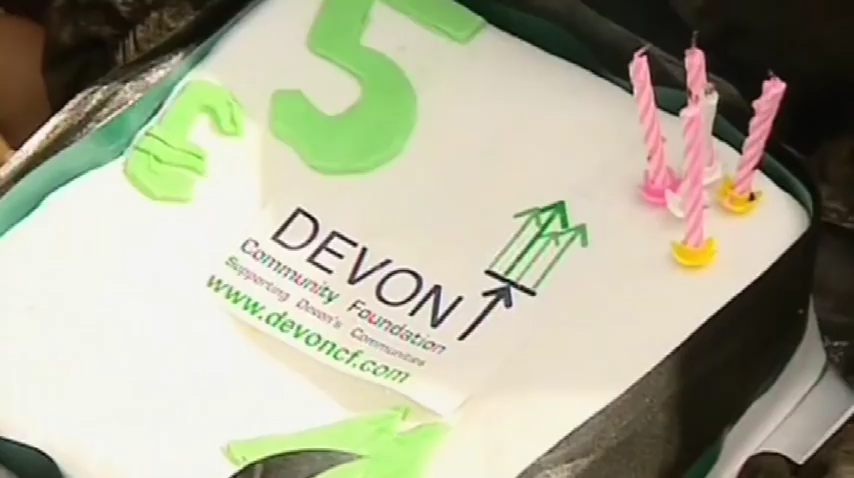 £5
DEVON
Community Foundation
Supporting Devon's Communities
www.devoncf.com